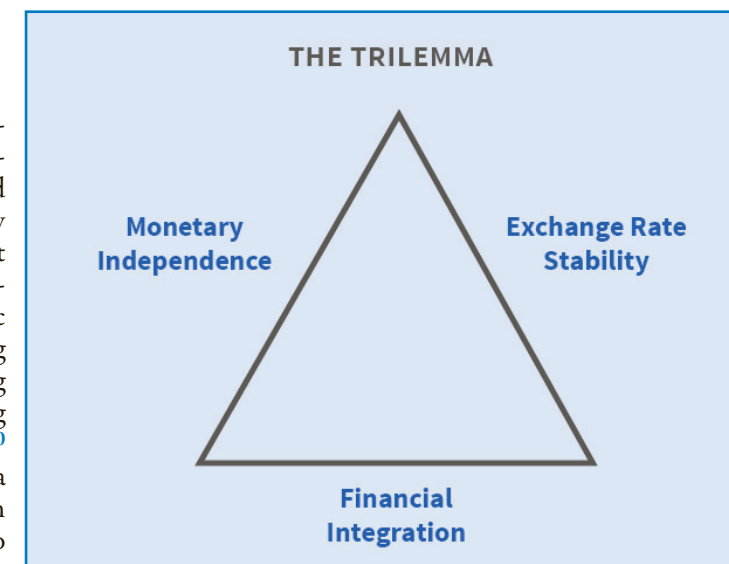 THE TRILEMMA
Monetary
Independence
Exchange Rate
Stability
Financial
Integration